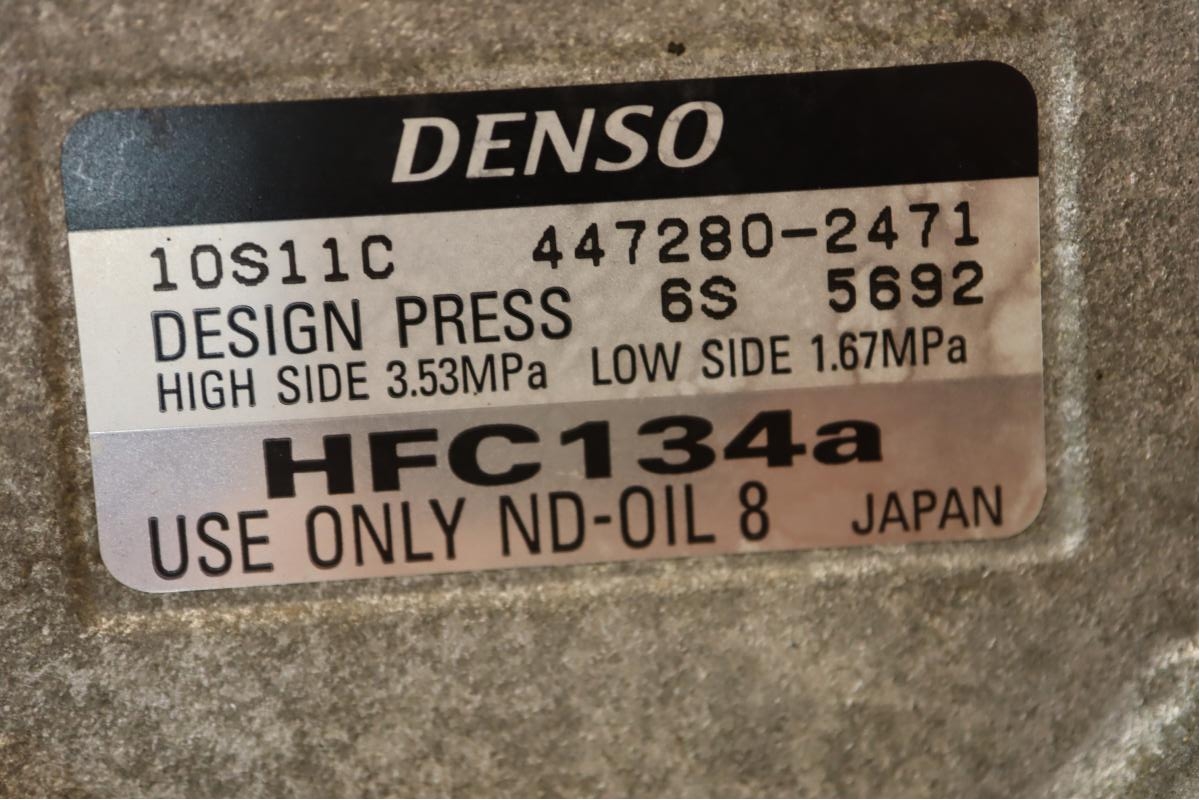 DENSO
10S11C 447280-2471
DESIGN PRESS 6S 5692
HIGH SIDE 3.53MPa LOW SIDE 1.67MPa
HFC134a
USE ONLY ND-OIL 8 JAPAN